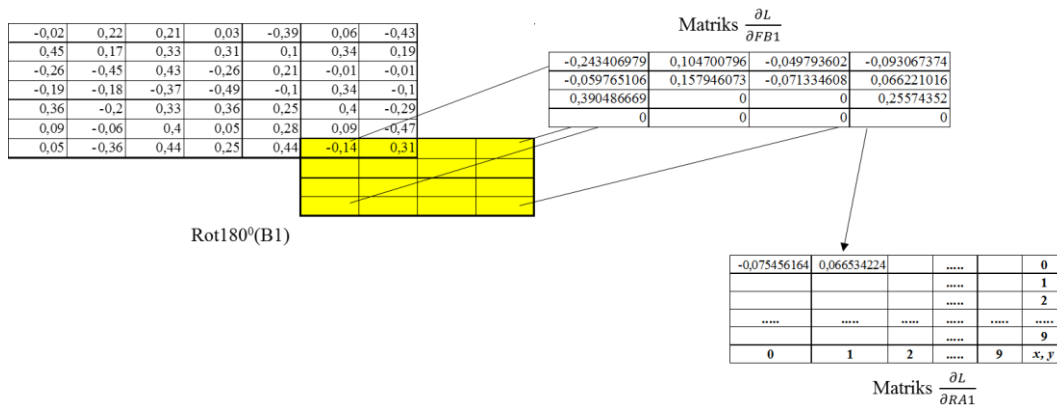 Matriks ∂L/∂FB1
-0,02 0,22 0,21 0,03 -0,39 0,06 -0,43
0,45 0,17 0,33 0,31 0,1 0,34 0,19
-0,26 -0,45 0,43 -0,26 0,21 -0,01 -0,01
-0,19 -0,18 -0,37 -0,49 -0,1 0,34 -0,1
0,36 -0,2 0,33 0,36 0,25 0,4 -0,29
0,09 -0,06 0,4 0,05 0,28 0,09 -0,47
0,05 -0,36 0,44 0,25 0,44 -0,14 0,31
-0,243406979 0,104700796 -0,049793602 -0,093067374
-0,059765106 0,157946073 -0,071334608 0,066221016
0,390486669 0 0 0,25574352
0 0 0 0
Rot180⁰(B1)
-0,075456164 0,066534224 ..... 0
..... 1
..... 2
..... ..... ..... ..... ..... .....
..... 9
0 1 2 ..... 9 x, y
Matriks ∂L/∂RA1